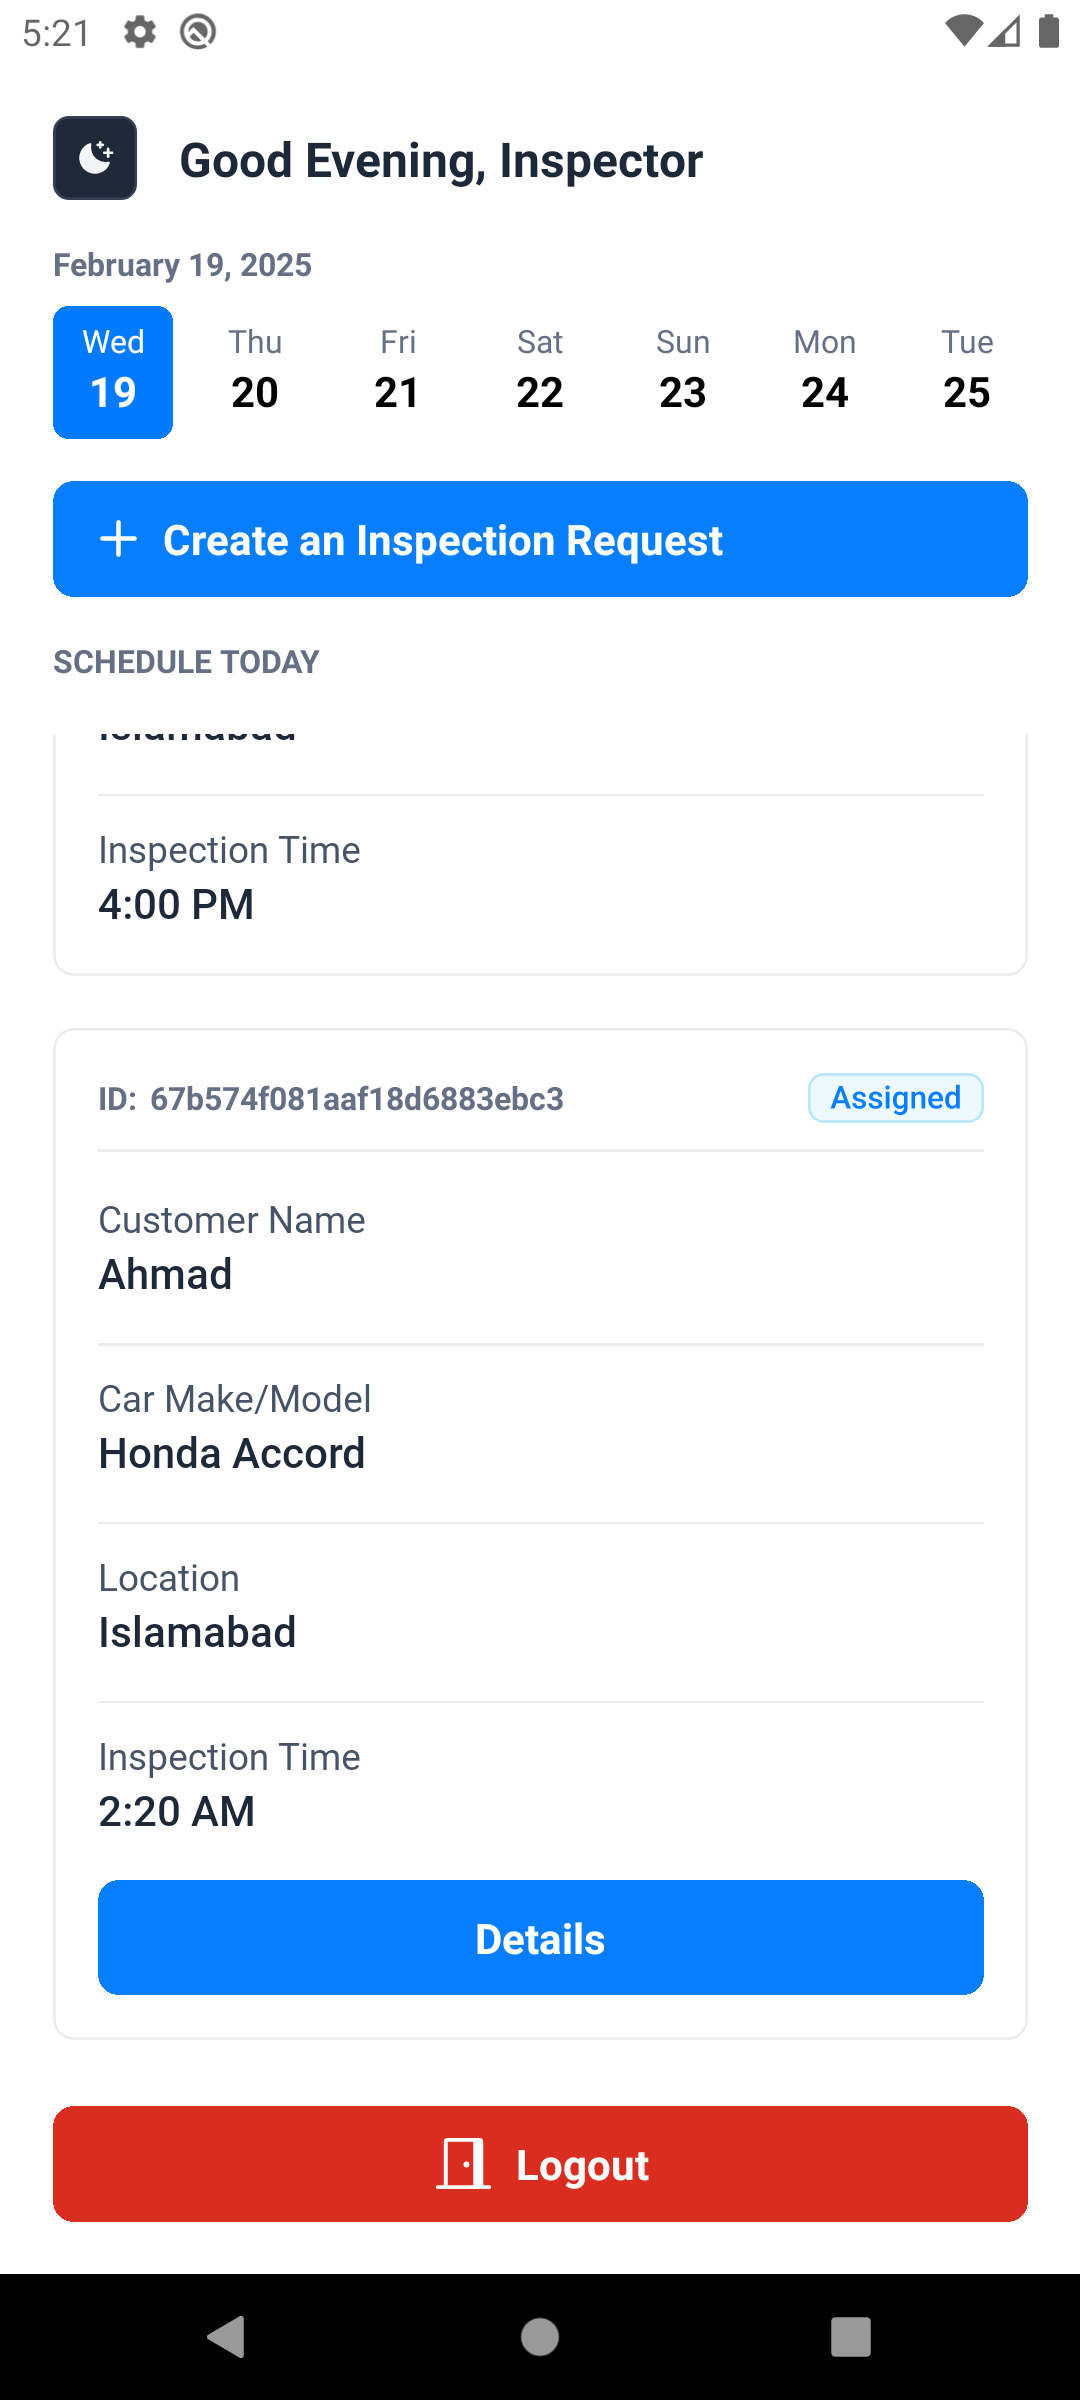 5:21
Good Evening, Inspector
February 19, 2025
Wed Thu Fri Sat Sun Mon Tue
19 20 21 22 23 24 25
Create an Inspection Request
SCHEDULE TODAY
Islamabad
Inspection Time
4:00 PM
ID: 67b574f081aaf18d6883ebc3 Assigned
Customer Name
Ahmad
Car Make/Model
Honda Accord
Location
Islamabad
Inspection Time
2:20 AM
Details
Logout